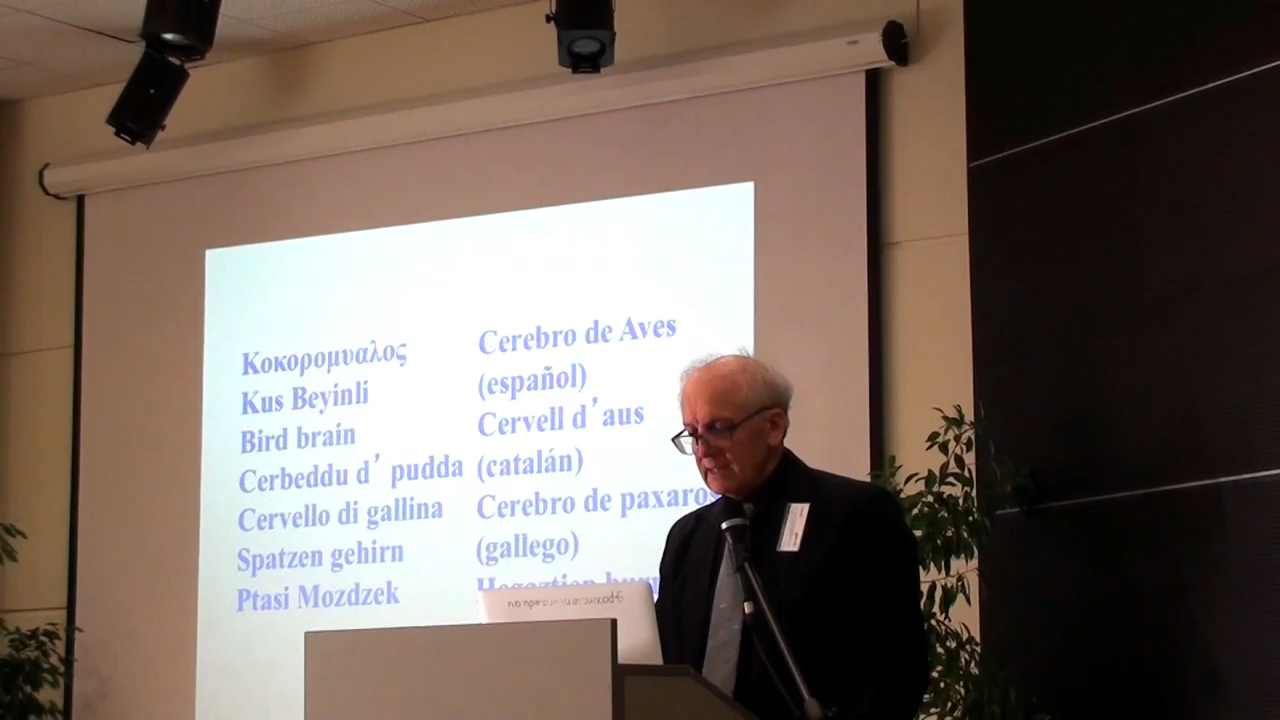 Κοκορομυαλος
Kus Beyinli
Bird brain
Cerbeddu d’ pudda
Cervello di gallina
Spatzen gehirn
Ptasi Mozdzek
Cerebro de Aves
(español)
Cervell d’aus
(catalán)
Cerebro de paxaros
(gallego)
Hegaztien